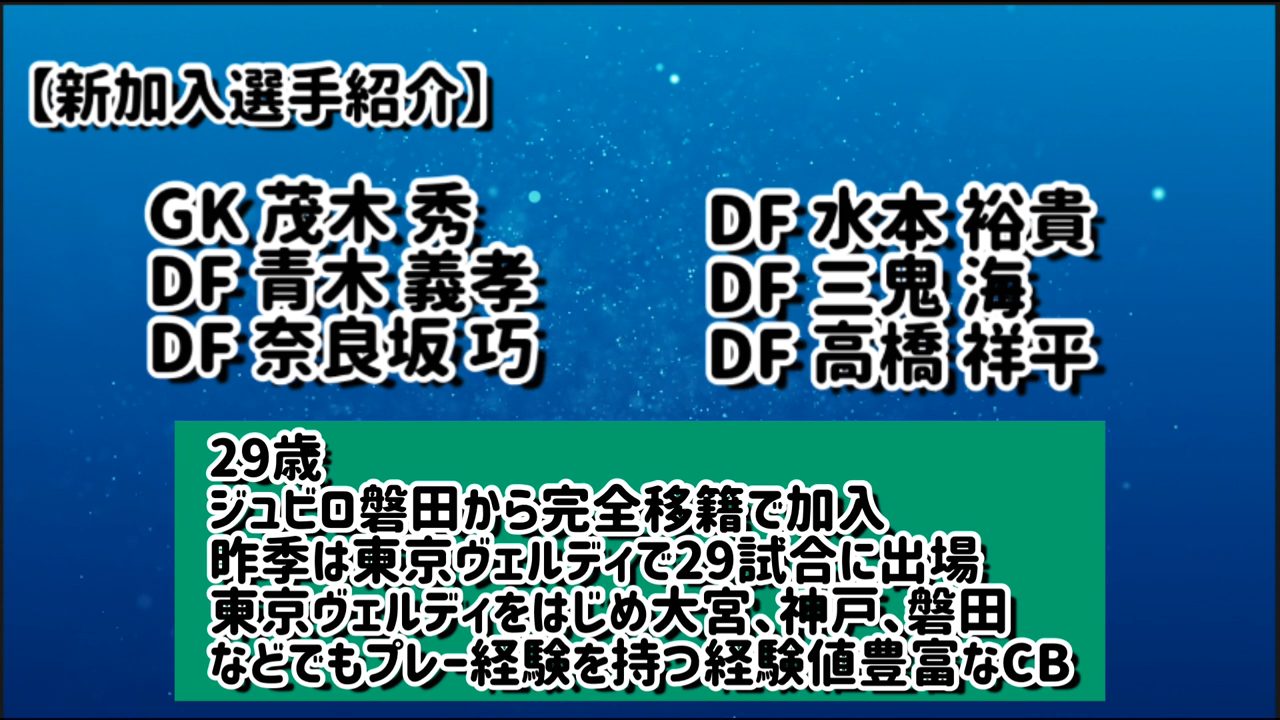 【新加入選手紹介】
GK 茂木 秀
DF 青木 義孝
DF 奈良坂 巧
DF 水本 裕貴
DF 三鬼 海
DF 高橋 祥平
29歳
ジュビロ磐田から完全移籍で加入
昨季は東京ヴェルディで29試合に出場
東京ヴェルディをはじめ大宮、神戸、磐田
などでもプレー経験を持つ経験値豊富なCB